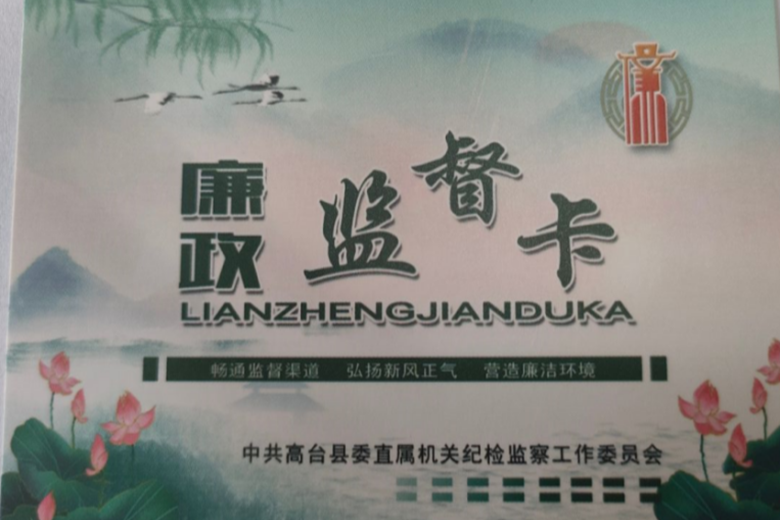 廉政监督卡
LIANZHENGJIANDUKA
畅通监督渠道 弘扬新风正气 营造廉洁环境
中共高台县委直属机关纪检监察工作委员会